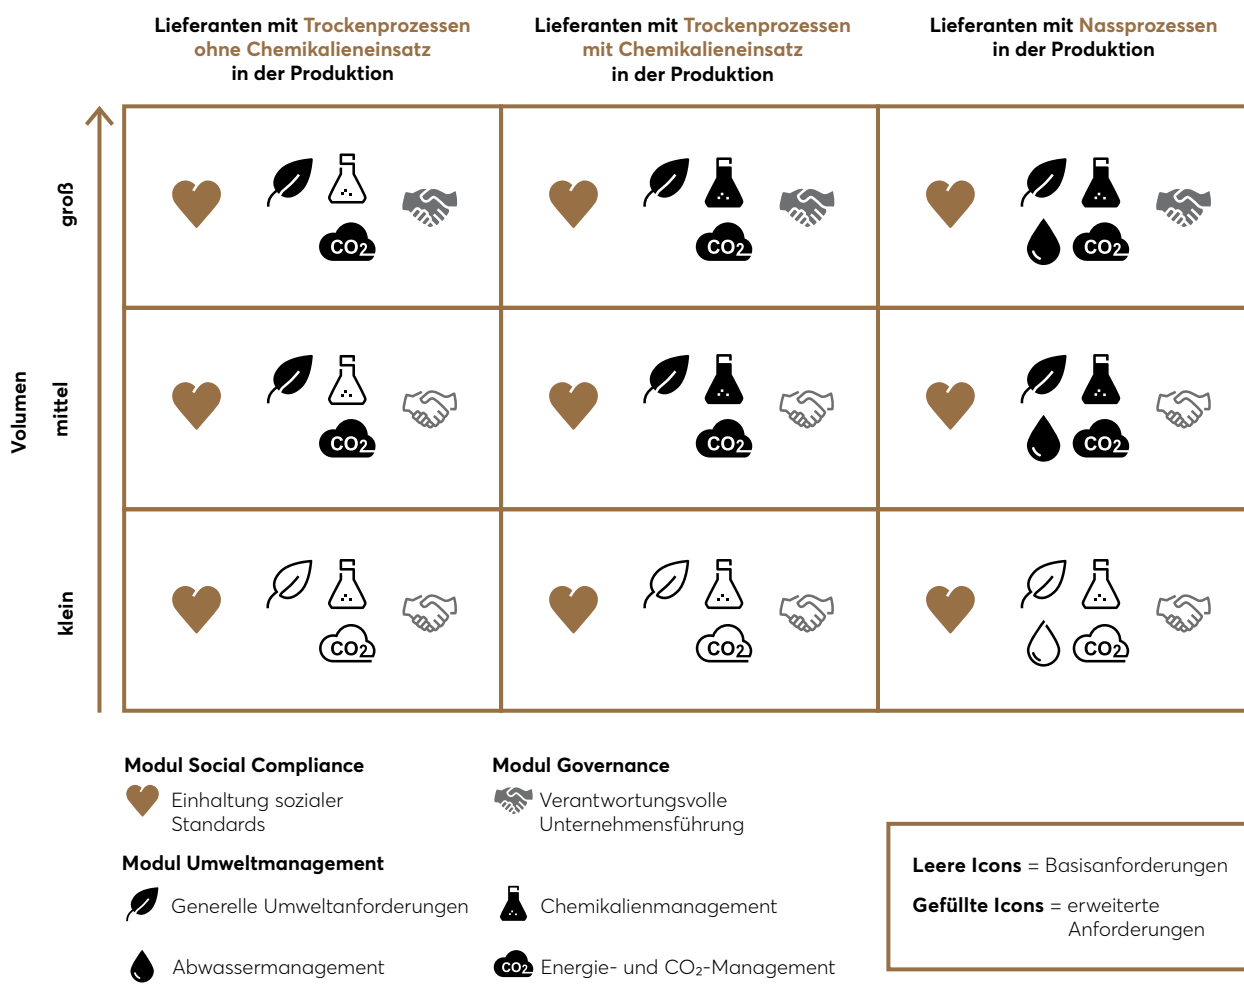 Lieferanten mit Trockenprozessen
ohne Chemikalieneinsatz
in der Produktion
Lieferanten mit Trockenprozessen
mit Chemikalieneinsatz
in der Produktion
Lieferanten mit Nassprozessen
in der Produktion
Volumen
groß
CO2
CO2
CO2
mittel
CO2
CO2
CO2
klein
CO2
CO2
CO2
Modul Social Compliance
Einhaltung sozialer
Standards
Modul Governance
Verantwortungsvolle
Unternehmensführung
Modul Umweltmanagement
Generelle Umweltanforderungen
Chemikalienmanagement
Abwassermanagement
CO2
Energie- und CO₂-Management
Leere Icons = Basisanforderungen
Gefüllte Icons = erweiterte
Anforderungen